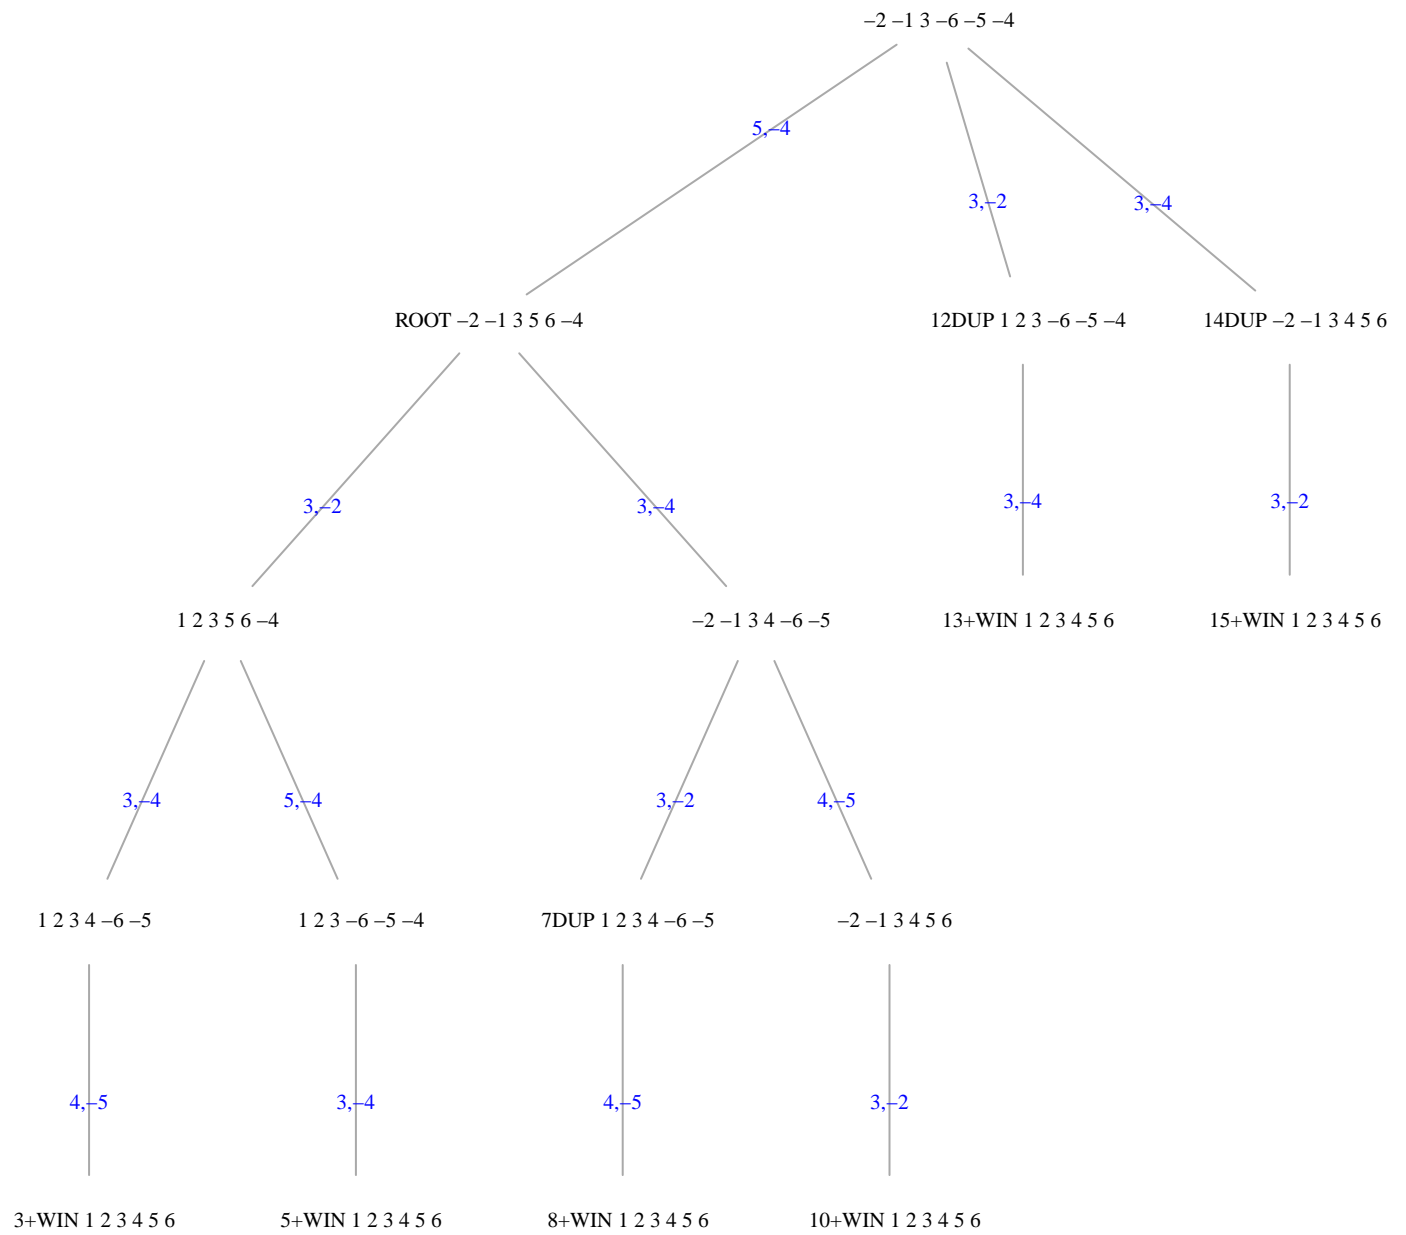 −2 −1 3 −6 −5 −4
5,−4
3,−2
3,−4
ROOT −2 −1 3 5 6 −4
12DUP 1 2 3 −6 −5 −4
14DUP −2 −1 3 4 5 6
3,−2
3,−4
3,−4
3,−2
1 2 3 5 6 −4
−2 −1 3 4 −6 −5
13+WIN 1 2 3 4 5 6
15+WIN 1 2 3 4 5 6
3,−4
5,−4
3,−2
4,−5
1 2 3 4 −6 −5
1 2 3 −6 −5 −4
7DUP 1 2 3 4 −6 −5
−2 −1 3 4 5 6
4,−5
3,−4
4,−5
3,−2
3+WIN 1 2 3 4 5 6
5+WIN 1 2 3 4 5 6
8+WIN 1 2 3 4 5 6
10+WIN 1 2 3 4 5 6